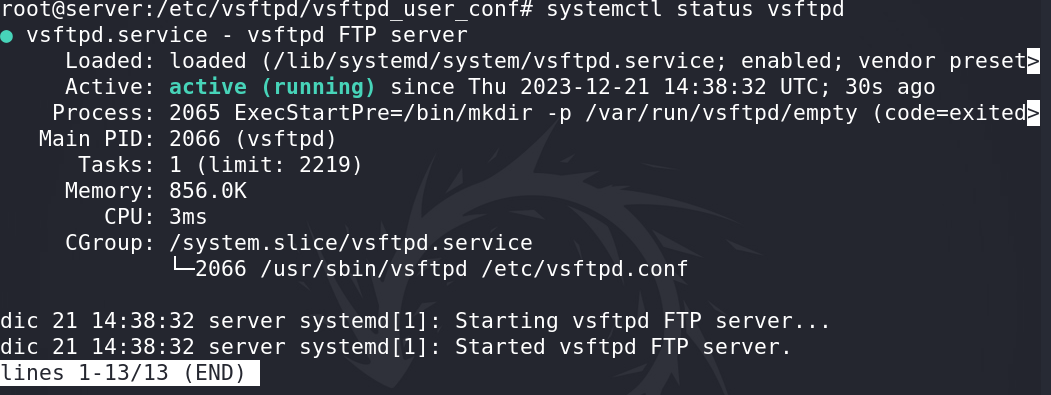 root@server:/etc/vsftpd/vsftpd_user_conf# systemctl status vsftpd
● vsftpd.service - vsftpd FTP server
     Loaded: loaded (/lib/systemd/system/vsftpd.service; enabled; vendor preset>
     Active: active (running) since Thu 2023-12-21 14:38:32 UTC; 30s ago
    Process: 2065 ExecStartPre=/bin/mkdir -p /var/run/vsftpd/empty (code=exited>
   Main PID: 2066 (vsftpd)
      Tasks: 1 (limit: 2219)
     Memory: 856.0K
        CPU: 3ms
     CGroup: /system.slice/vsftpd.service
             └─2066 /usr/sbin/vsftpd /etc/vsftpd.conf
dic 21 14:38:32 server systemd[1]: Starting vsftpd FTP server...
dic 21 14:38:32 server systemd[1]: Started vsftpd FTP server.
lines 1-13/13 (END)